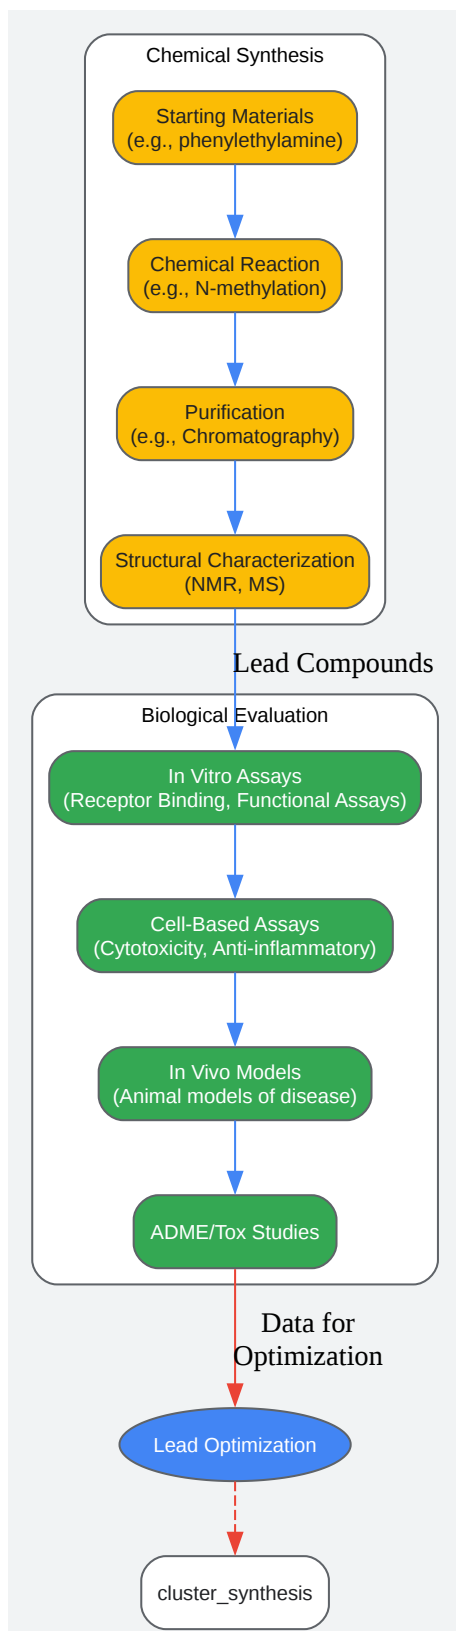 Chemical Synthesis
Starting Materials
(e.g., phenylethylamine)
Chemical Reaction
(e.g., N-methylation)
Purification
(e.g., Chromatography)
Structural Characterization
(NMR, MS)
Lead Compounds
Biological Evaluation
In Vitro Assays
(Receptor Binding, Functional Assays)
Cell-Based Assays
(Cytotoxicity, Anti-inflammatory)
In Vivo Models
(Animal models of disease)
ADME/Tox Studies
Data for
Optimization
Lead Optimization
cluster_synthesis